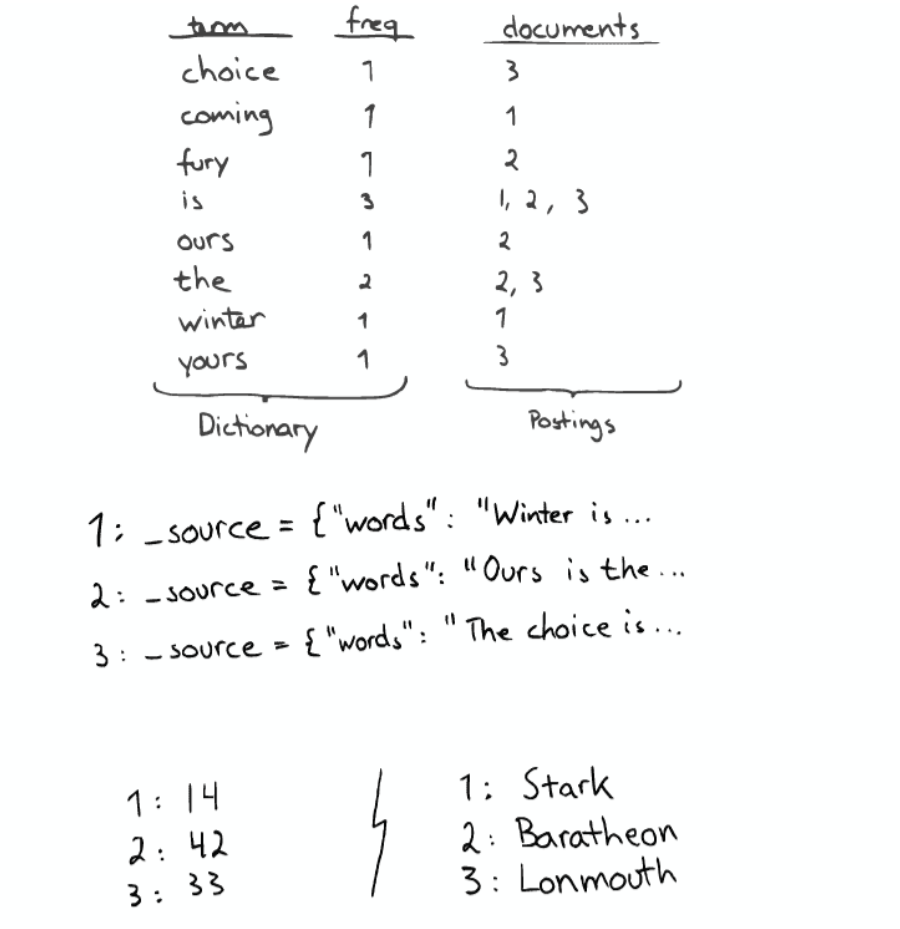 term freq documents
choice 1 3
coming 1 1
fury 1 2
is 3 1, 2, 3
ours 1 2
the 2 2, 3
winter 1 1
yours 1 3
Dictionary Postings
1: _source = {"words": "Winter is ...
2: _source = {"words": "Ours is the ...
3: _source = {"words": "The choice is ...
1: 14 1: Stark
2: 42 2: Baratheon
3: 33 3: Lonmouth